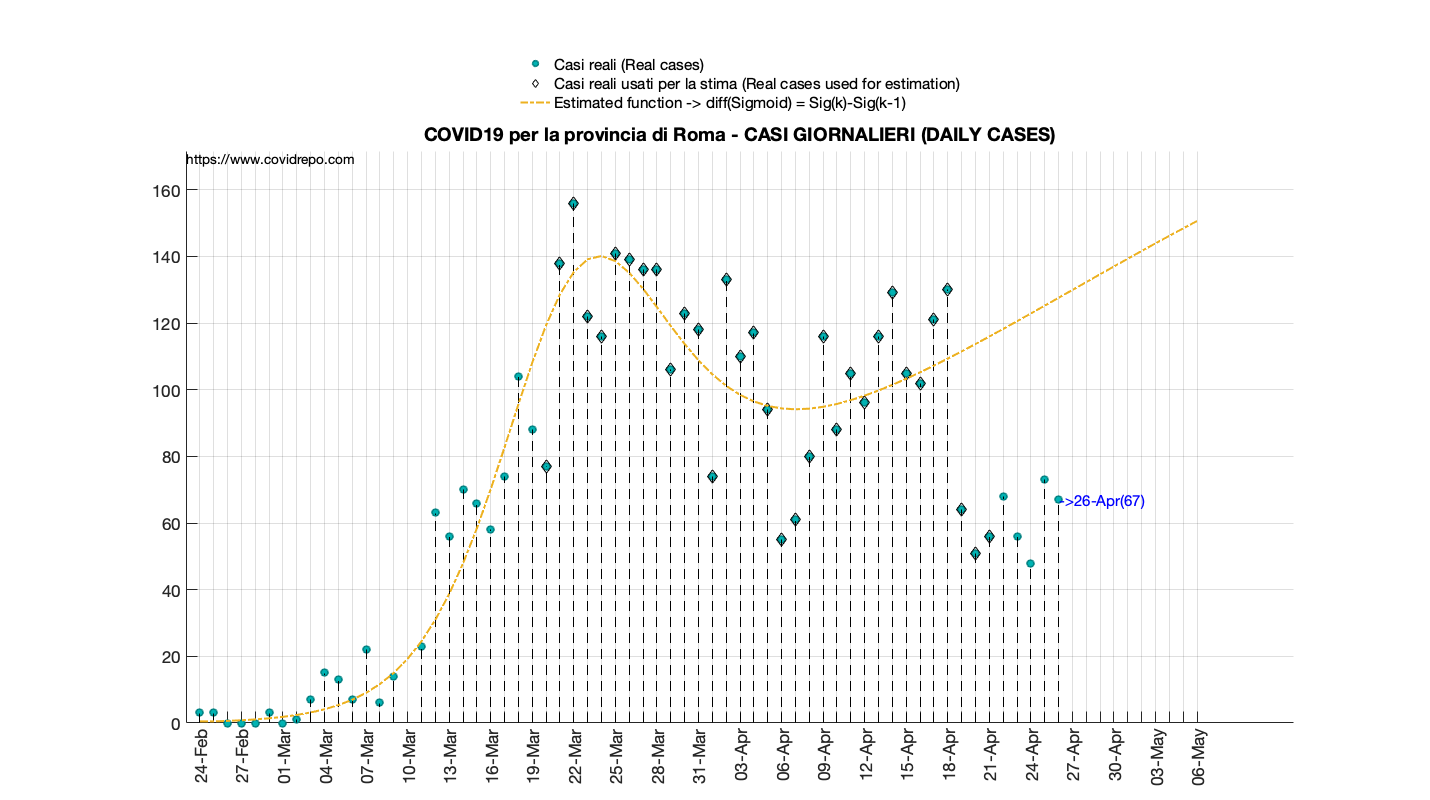 Casi reali (Real cases)
Casi reali usati per la stima (Real cases used for estimation)
Estimated function -> diff(Sigmoid) = Sig(k)-Sig(k-1)
COVID19 per la provincia di Roma - CASI GIORNALIERI (DAILY CASES)
https://www.covidrepo.com
160
140
120
100
80
60
40
20
0
->26-Apr(67)
24-Feb
27-Feb
01-Mar
04-Mar
07-Mar
10-Mar
13-Mar
16-Mar
19-Mar
22-Mar
25-Mar
28-Mar
31-Mar
03-Apr
06-Apr
09-Apr
12-Apr
15-Apr
18-Apr
21-Apr
24-Apr
27-Apr
30-Apr
03-May
06-May